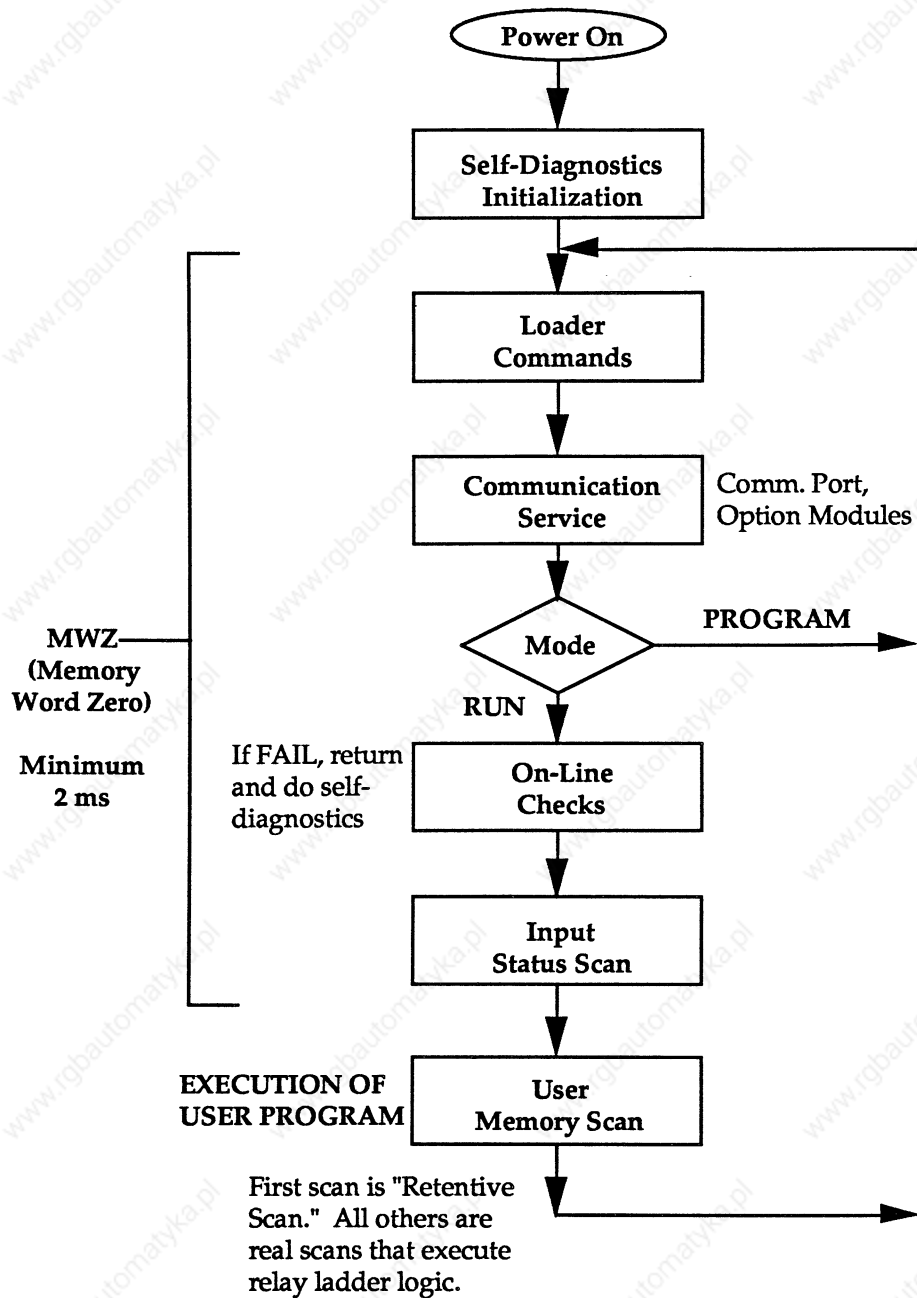 Power On
Self-Diagnostics
Initialization
Loader
Commands
Communication
Service
Comm. Port,
Option Modules
Mode
PROGRAM
RUN
MWZ
(Memory
Word Zero)
Minimum
2 ms
If FAIL, return
and do self-
diagnostics
On-Line
Checks
Input
Status Scan
EXECUTION OF
USER PROGRAM
User
Memory Scan
First scan is "Retentive
Scan." All others are
real scans that execute
relay ladder logic.
www.rgbautomatyka.pl